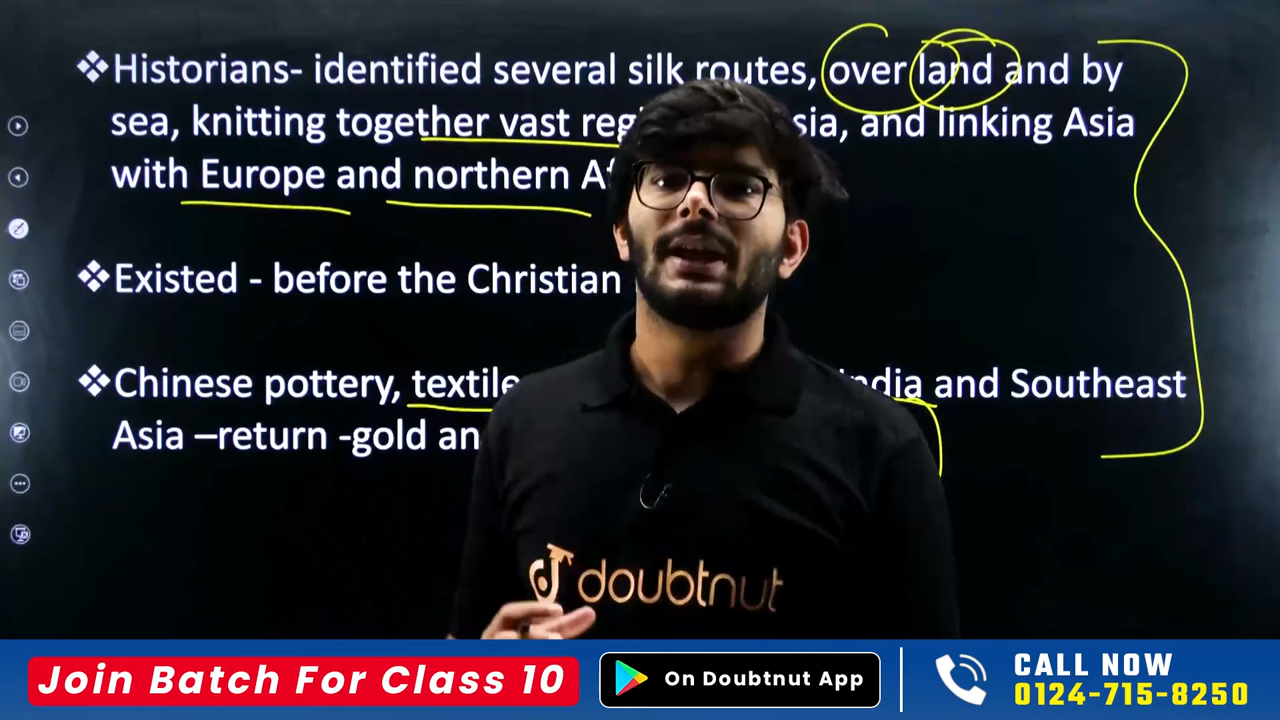 ❖Historians- identified several silk routes, over land and by
sea, knitting together vast reg sia, and linking Asia
with Europe and northern Af
❖Existed - before the Christian
❖Chinese pottery, textile India and Southeast
Asia –return -gold an
doubtnut
Join Batch For Class 10
On Doubtnut App
CALL NOW
0124-715-8250